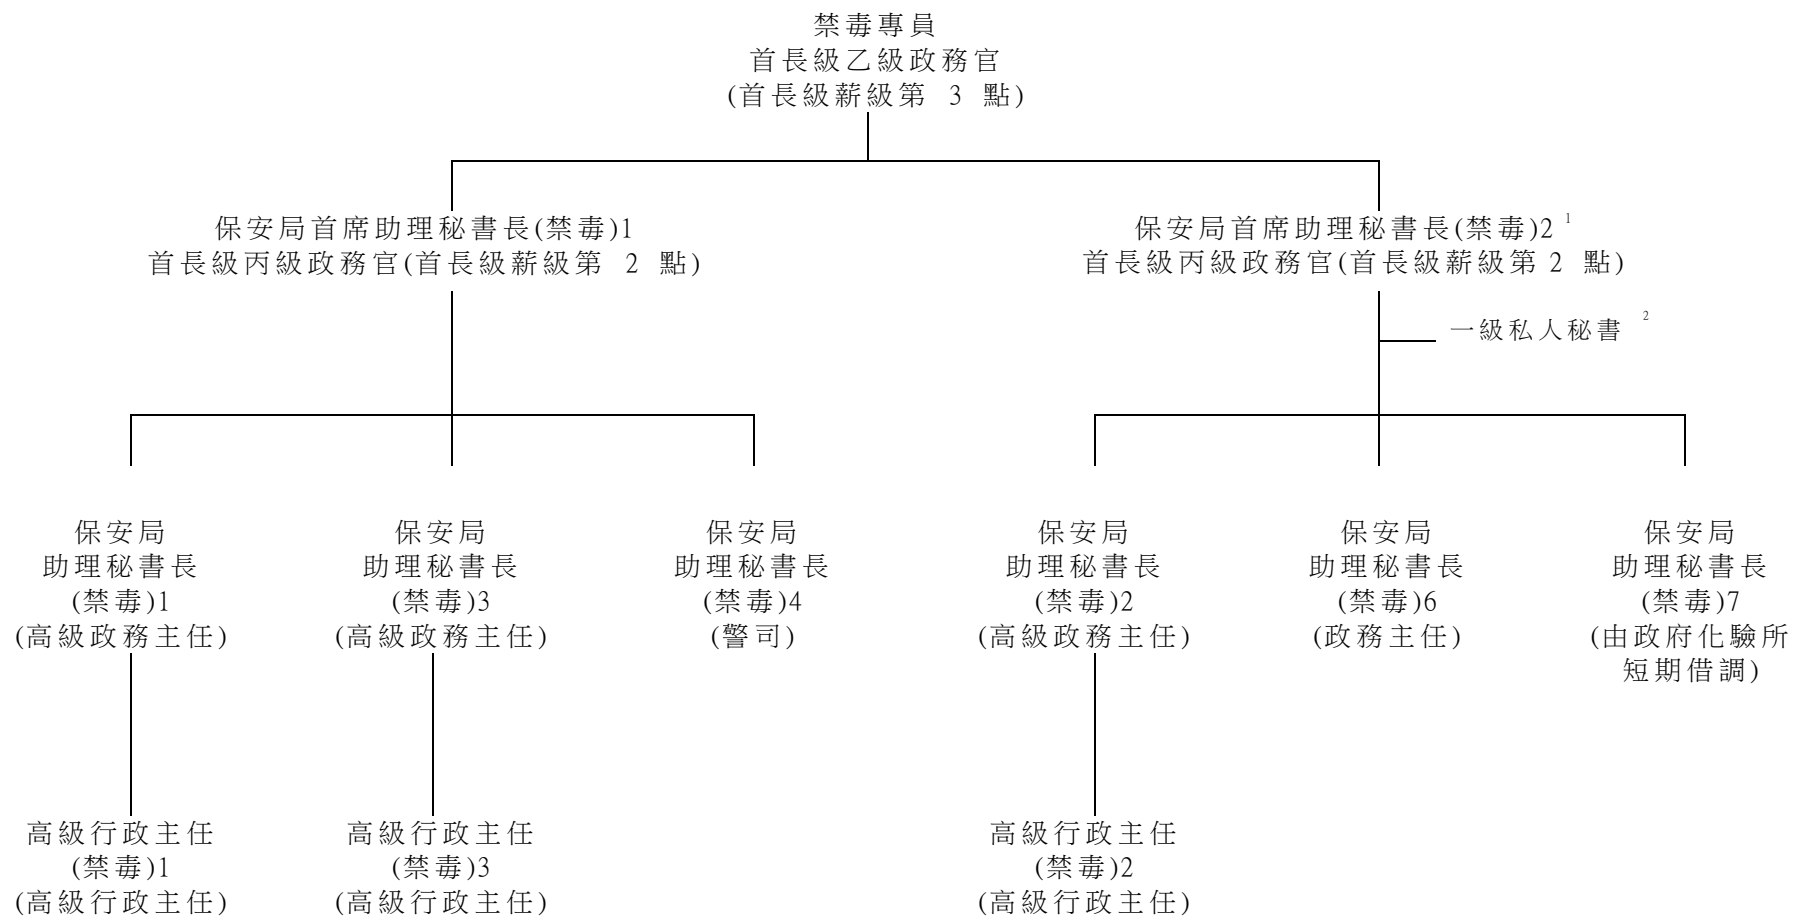 禁毒專員
首長級乙級政務官
(首長級薪級第 3 點)
保安局首席助理秘書長(禁毒)1
首長級丙級政務官(首長級薪級第 2 點)
保安局首席助理秘書長(禁毒)2 1
首長級丙級政務官(首長級薪級第 2 點)
一級私人秘書 2
保安局
助理秘書長
(禁毒)1
(高級政務主任)
保安局
助理秘書長
(禁毒)3
(高級政務主任)
保安局
助理秘書長
(禁毒)4
(警司)
保安局
助理秘書長
(禁毒)2
(高級政務主任)
保安局
助理秘書長
(禁毒)6
(政務主任)
保安局
助理秘書長
(禁毒)7
(由政府化驗所
短期借調)
高級行政主任
(禁毒)1
(高級行政主任)
高級行政主任
(禁毒)3
(高級行政主任)
高級行政主任
(禁毒)2
(高級行政主任)